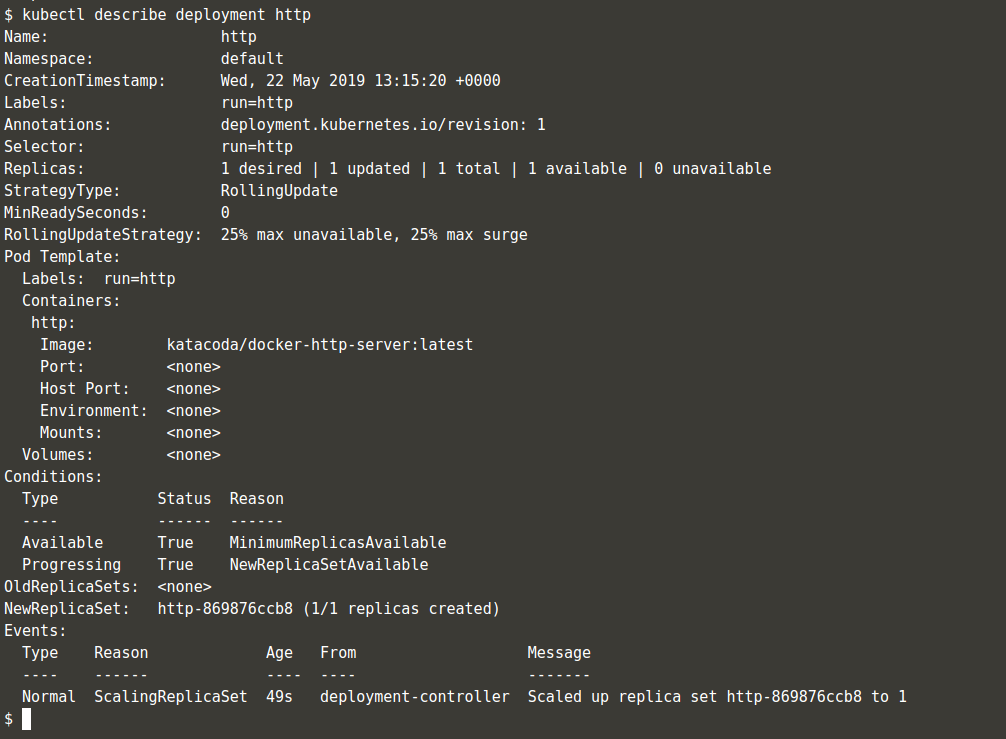 $ kubectl describe deployment http
Name:                   http
Namespace:              default
CreationTimestamp:      Wed, 22 May 2019 13:15:20 +0000
Labels:                 run=http
Annotations:            deployment.kubernetes.io/revision: 1
Selector:               run=http
Replicas:               1 desired | 1 updated | 1 total | 1 available | 0 unavailable
StrategyType:           RollingUpdate
MinReadySeconds:        0
RollingUpdateStrategy:  25% max unavailable, 25% max surge
Pod Template:
  Labels:  run=http
  Containers:
   http:
    Image:        katacoda/docker-http-server:latest
    Port:         <none>
    Host Port:    <none>
    Environment:  <none>
    Mounts:       <none>
  Volumes:        <none>
Conditions:
  Type           Status  Reason
  ----           ------  ------
  Available      True    MinimumReplicasAvailable
  Progressing    True    NewReplicaSetAvailable
OldReplicaSets:  <none>
NewReplicaSet:   http-869876ccb8 (1/1 replicas created)
Events:
  Type    Reason             Age   From                   Message
  ----    ------             ----  ----                   -------
  Normal  ScalingReplicaSet  49s   deployment-controller  Scaled up replica set http-869876ccb8 to 1
$